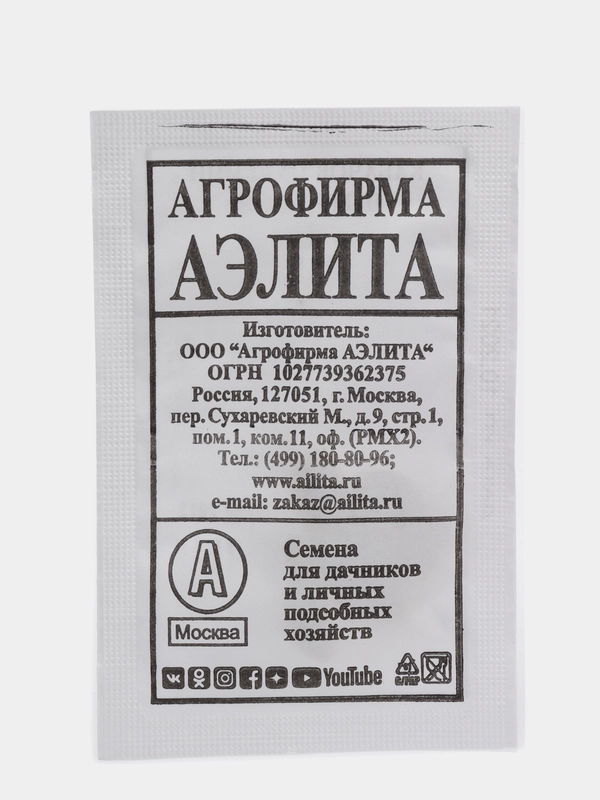 АГРОФИРМА
АЭЛИТА
Изготовитель:
ООО “Агрофирма АЭЛИТА“
ОГРН 1027739362375
Россия, 127051, г. Москва,
пер. Сухаревский М., д. 9, стр. 1,
пом. 1, ком. 11, оф. (РМХ2).
Тел.: (499) 180-80-96;
www.ailita.ru
e-mail: zakaz@ailita.ru
А
Москва
Семена
для дачников
и личных
подсобных
хозяйств
YouTube
C/PAP